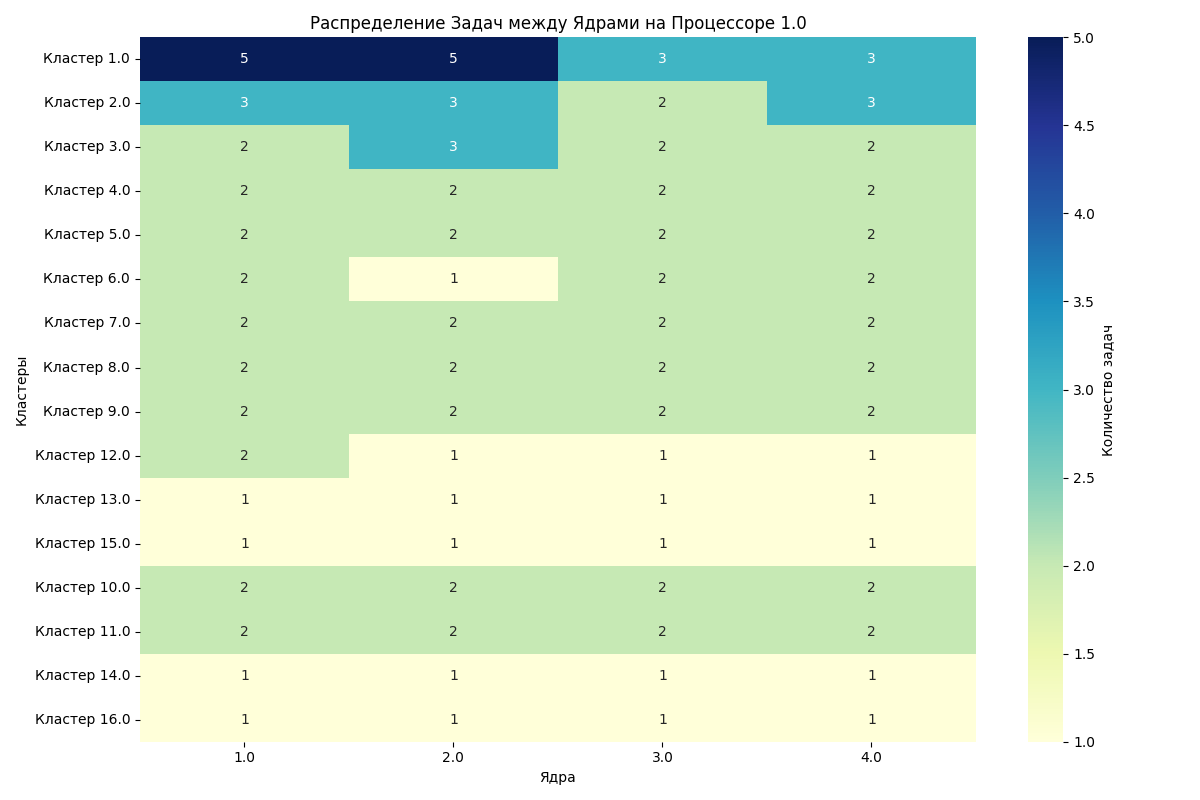 Распределение Задач между Ядрами на Процессоре 1.0
Кластеры
Кластер 1.0 5 5 3 3
Кластер 2.0 3 3 2 3
Кластер 3.0 2 3 2 2
Кластер 4.0 2 2 2 2
Кластер 5.0 2 2 2 2
Кластер 6.0 2 1 2 2
Кластер 7.0 2 2 2 2
Кластер 8.0 2 2 2 2
Кластер 9.0 2 2 2 2
Кластер 12.0 2 1 1 1
Кластер 13.0 1 1 1 1
Кластер 15.0 1 1 1 1
Кластер 10.0 2 2 2 2
Кластер 11.0 2 2 2 2
Кластер 14.0 1 1 1 1
Кластер 16.0 1 1 1 1
1.0 2.0 3.0 4.0
Ядра
5.0
4.5
4.0
3.5
3.0
2.5
2.0
1.5
1.0
Количество задач